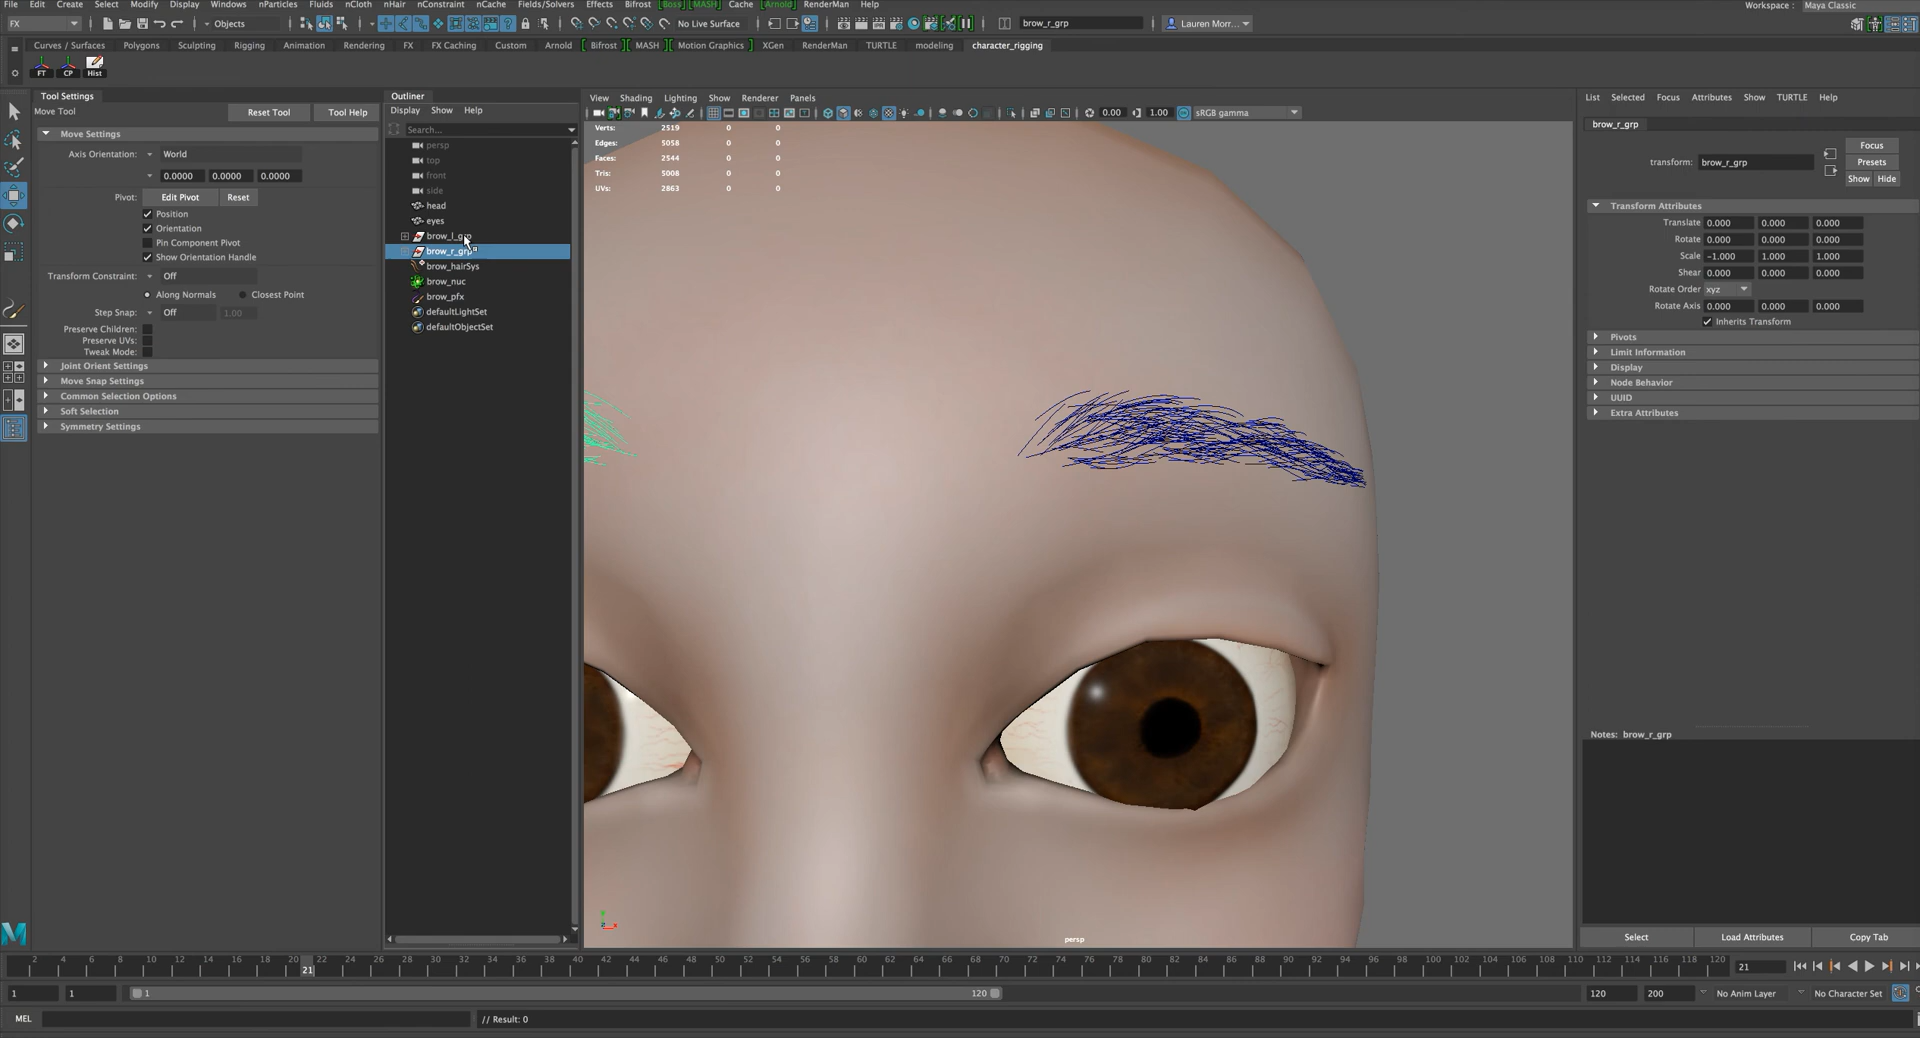 File Edit Create Select Modify Display Windows nParticles Fluids nCloth nHair nConstraint nCache Fields/Solvers Effects Bifrost [Boss] [MASH] Cache [Arnold] RenderMan Help Workspace : Maya Classic
FX Objects No Live Surface brow_r_grp Lauren Morr...
Curves / Surfaces Polygons Sculpting Rigging Animation Rendering FX FX Caching Custom Arnold Bifrost MASH Motion Graphics XGen RenderMan TURTLE modeling character_rigging
FT CP Hist
Tool Settings
Move Tool Reset Tool Tool Help
Move Settings
Axis Orientation: World
0.0000 0.0000 0.0000
Pivot: Edit Pivot Reset
Position
Orientation
Pin Component Pivot
Show Orientation Handle
Transform Constraint: Off
Along Normals Closest Point
Step Snap: Off 1.00
Preserve Children:
Preserve UVs:
Tweak Mode:
Joint Orient Settings
Move Snap Settings
Common Selection Options
Soft Selection
Symmetry Settings
Outliner
Display Show Help
Search...
persp
top
front
side
head
eyes
brow_l_grp
brow_r_grp
brow_hairSys
brow_nuc
brow_pfx
defaultLightSet
defaultObjectSet
View Shading Lighting Show Renderer Panels
0.00 1.00 sRGB gamma
Verts: 2519 0 0
Edges: 5058 0 0
Faces: 2544 0 0
Tris: 5008 0 0
UVs: 2863 0 0
persp
List Selected Focus Attributes Show TURTLE Help
brow_r_grp
transform: brow_r_grp
Focus
Presets
Show Hide
Transform Attributes
Translate 0.000 0.000 0.000
Rotate 0.000 0.000 0.000
Scale -1.000 1.000 1.000
Shear 0.000 0.000 0.000
Rotate Order xyz
Rotate Axis 0.000 0.000 0.000
Inherits Transform
Pivots
Limit Information
Display
Node Behavior
UUID
Extra Attributes
Notes: brow_r_grp
Select Load Attributes Copy Tab
2 4 6 8 10 12 14 16 18 20 22 24 26 28 30 32 34 36 38 40 42 44 46 48 50 52 54 56 58 60 62 64 66 68 70 72 74 76 78 80 82 84 86 88 90 92 94 96 98 100 102 104 106 108 110 112 114 116 118 120
21 21
1 1 1 120 120 200 No Anim Layer No Character Set
MEL // Result: 0